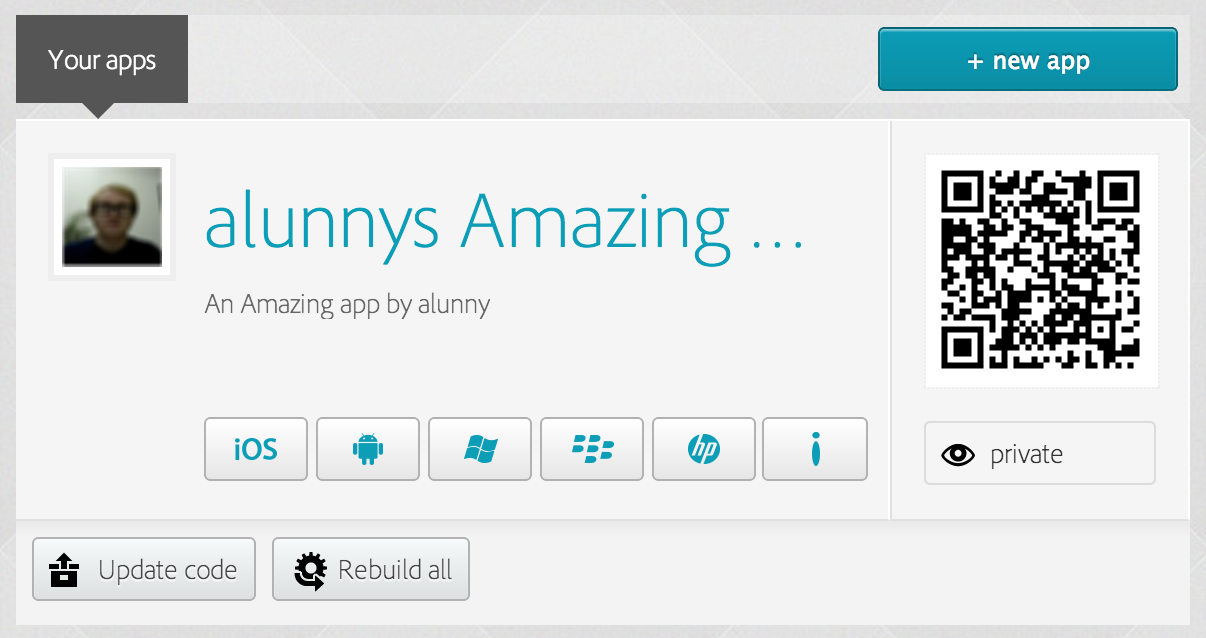 Your apps
+ new app
alunnys Amazing ...
An Amazing app by alunny
iOS
hp
private
Update code
Rebuild all